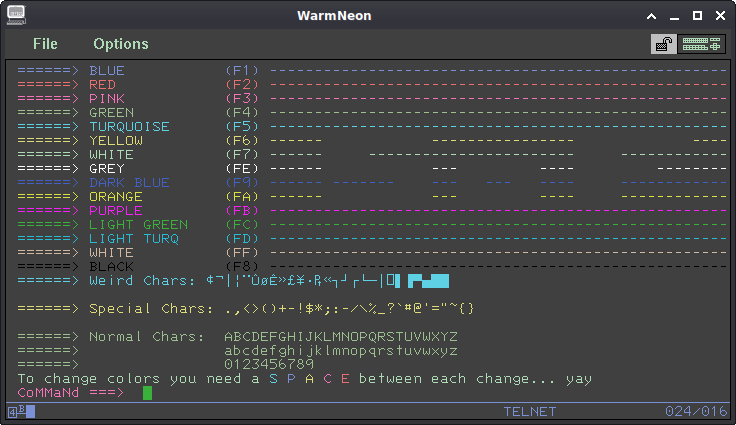 WarmNeon
File Options
======> BLUE (F1) ------------------------------------------------------
======> RED (F2) ------------------------------------------------------
======> PINK (F3) ------------------------------------------------------
======> GREEN (F4) ------------------------------------------------------
======> TURQUOISE (F5) ------------------------------------------------------
======> YELLOW (F6) ------ ----------------- ----
======> WHITE (F7) ------ ---------------------- -------------
======> GREY (FE) --- ---
======> DARK BLUE (F9) ------ ------- ---- --- ------ ---------
======> ORANGE (FA) ------ --- ---- -------------
======> PURPLE (FB) ------------------------------------------------------
======> LIGHT GREEN (FC) ------------------------------------------------------
======> LIGHT TURQ (FD) ------------------------------------------------------
======> WHITE (FF) ------------------------------------------------------
======> BLACK (F8) ------------------------------------------------------
======> Weird Chars: ¢¬|¦¨ÛøÊ»£¥·₧«┐┘┌└─│
======> Special Chars: .,<>()+-!$*;:-/\%_?`#@'="~{}
======> Normal Chars: ABCDEFGHIJKLMNOPQRSTUVWXYZ
======> abcdefghijklmnopqrstuvwxyz
======> 0123456789
To change colors you need a S P A C E between each change... yay
CoMMaNd ===>
4 B TELNET 024/016